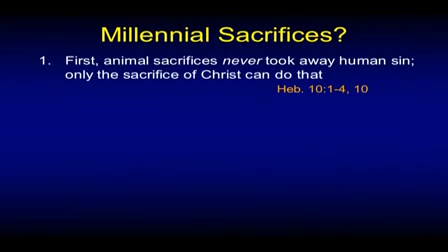 Millennial Sacrifices?
1. First, animal sacrifices never took away human sin;
only the sacrifice of Christ can do that
Heb. 10:1-4, 10